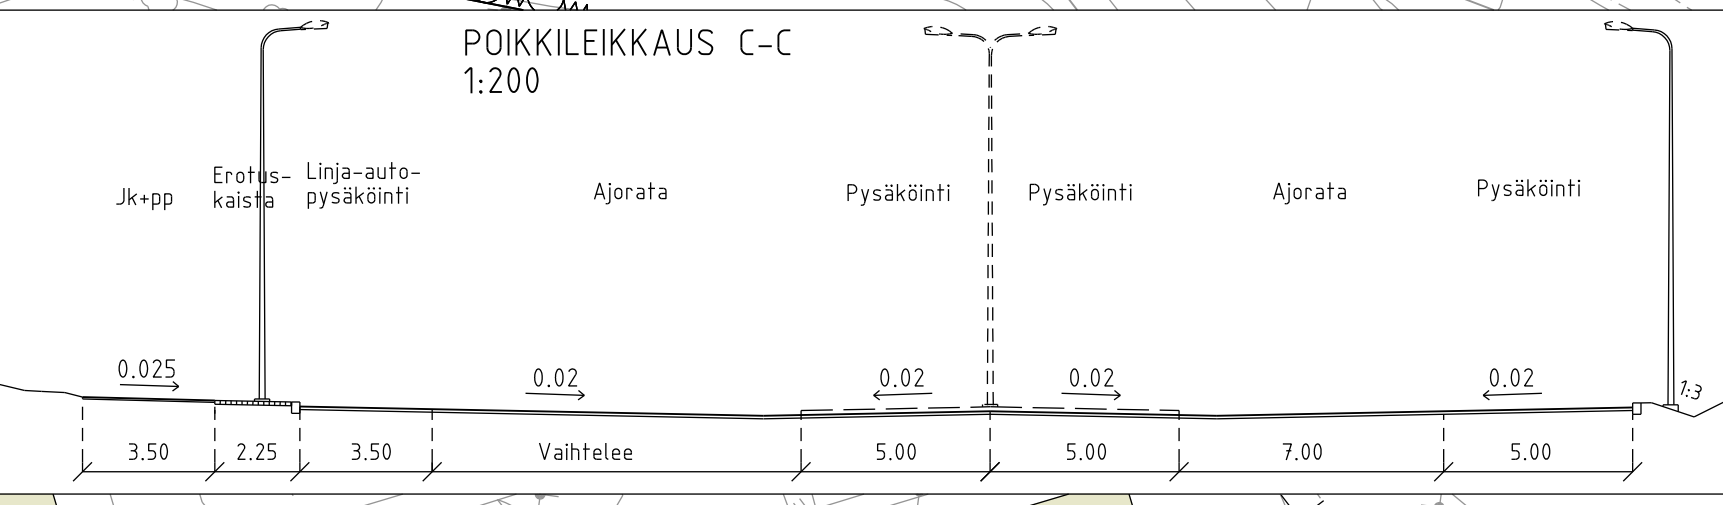 POIKKILEIKKAUS C-C
1:200
Jk+pp
Erotus-
kaista
Linja-auto-
pysäköinti
Ajorata
Pysäköinti
Pysäköinti
Ajorata
Pysäköinti
0.025
0.02
0.02
0.02
0.02
1:3
3.50
2.25
3.50
Vaihtelee
5.00
5.00
7.00
5.00